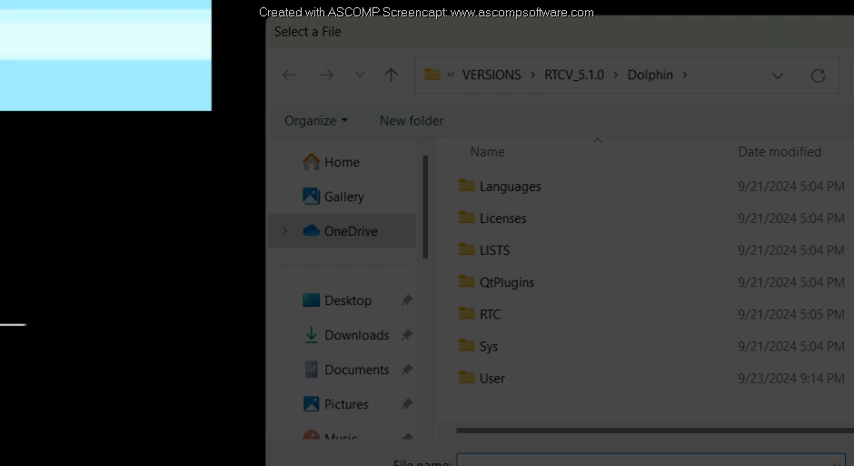 Created with ASCOMP Screencapt: www.ascompsoftware.com
Select a File
« VERSIONS > RTCV_5.1.0 > Dolphin >
Organize New folder
Name Date modified
Home
Gallery
OneDrive
Desktop
Downloads
Documents
Pictures
Music
Languages 9/21/2024 5:04 PM
Licenses 9/21/2024 5:04 PM
LISTS 9/21/2024 5:04 PM
QtPlugins 9/21/2024 5:04 PM
RTC 9/21/2024 5:05 PM
Sys 9/21/2024 5:04 PM
User 9/23/2024 9:14 PM
File name: